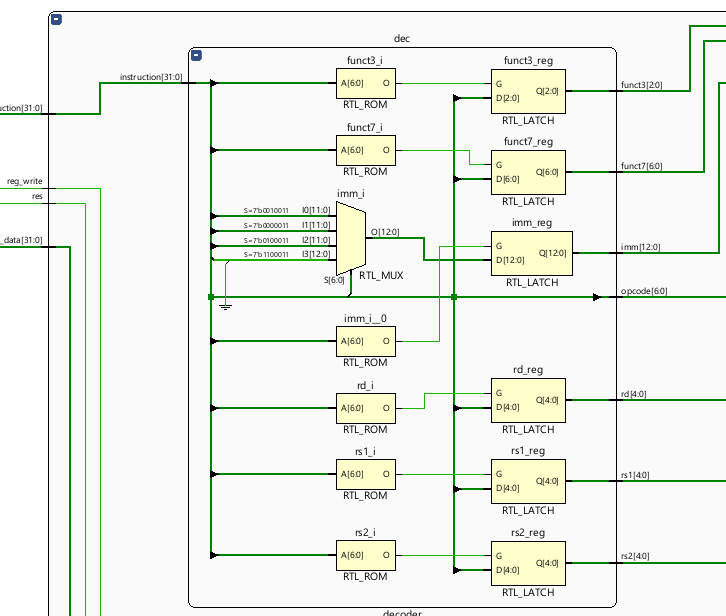 dec
instruction[31:0]
uction[31:0]
reg_write
res
_data[31:0]
funct3_i
A[6:0] O
RTL_ROM
funct3_reg
G
D[2:0] Q[2:0]
RTL_LATCH
funct3[2:0]
funct7_i
A[6:0] O
RTL_ROM
funct7_reg
G
D[6:0] Q[6:0]
RTL_LATCH
funct7[6:0]
imm_i
S=7'b0010011 I0[11:0]
S=7'b0000011 I1[11:0]
S=7'b0100011 I2[11:0]
S=7'b1100011 I3[12:0]
O[12:0]
S[6:0]
RTL_MUX
imm_reg
G
D[12:0] Q[12:0]
RTL_LATCH
imm[12:0]
opcode[6:0]
imm_i__0
A[6:0] O
RTL_ROM
rd_i
A[6:0] O
RTL_ROM
rd_reg
G
D[4:0] Q[4:0]
RTL_LATCH
rd[4:0]
rs1_i
A[6:0] O
RTL_ROM
rs1_reg
G
D[4:0] Q[4:0]
RTL_LATCH
rs1[4:0]
rs2_i
A[6:0] O
RTL_ROM
rs2_reg
G
D[4:0] Q[4:0]
RTL_LATCH
rs2[4:0]
decoder